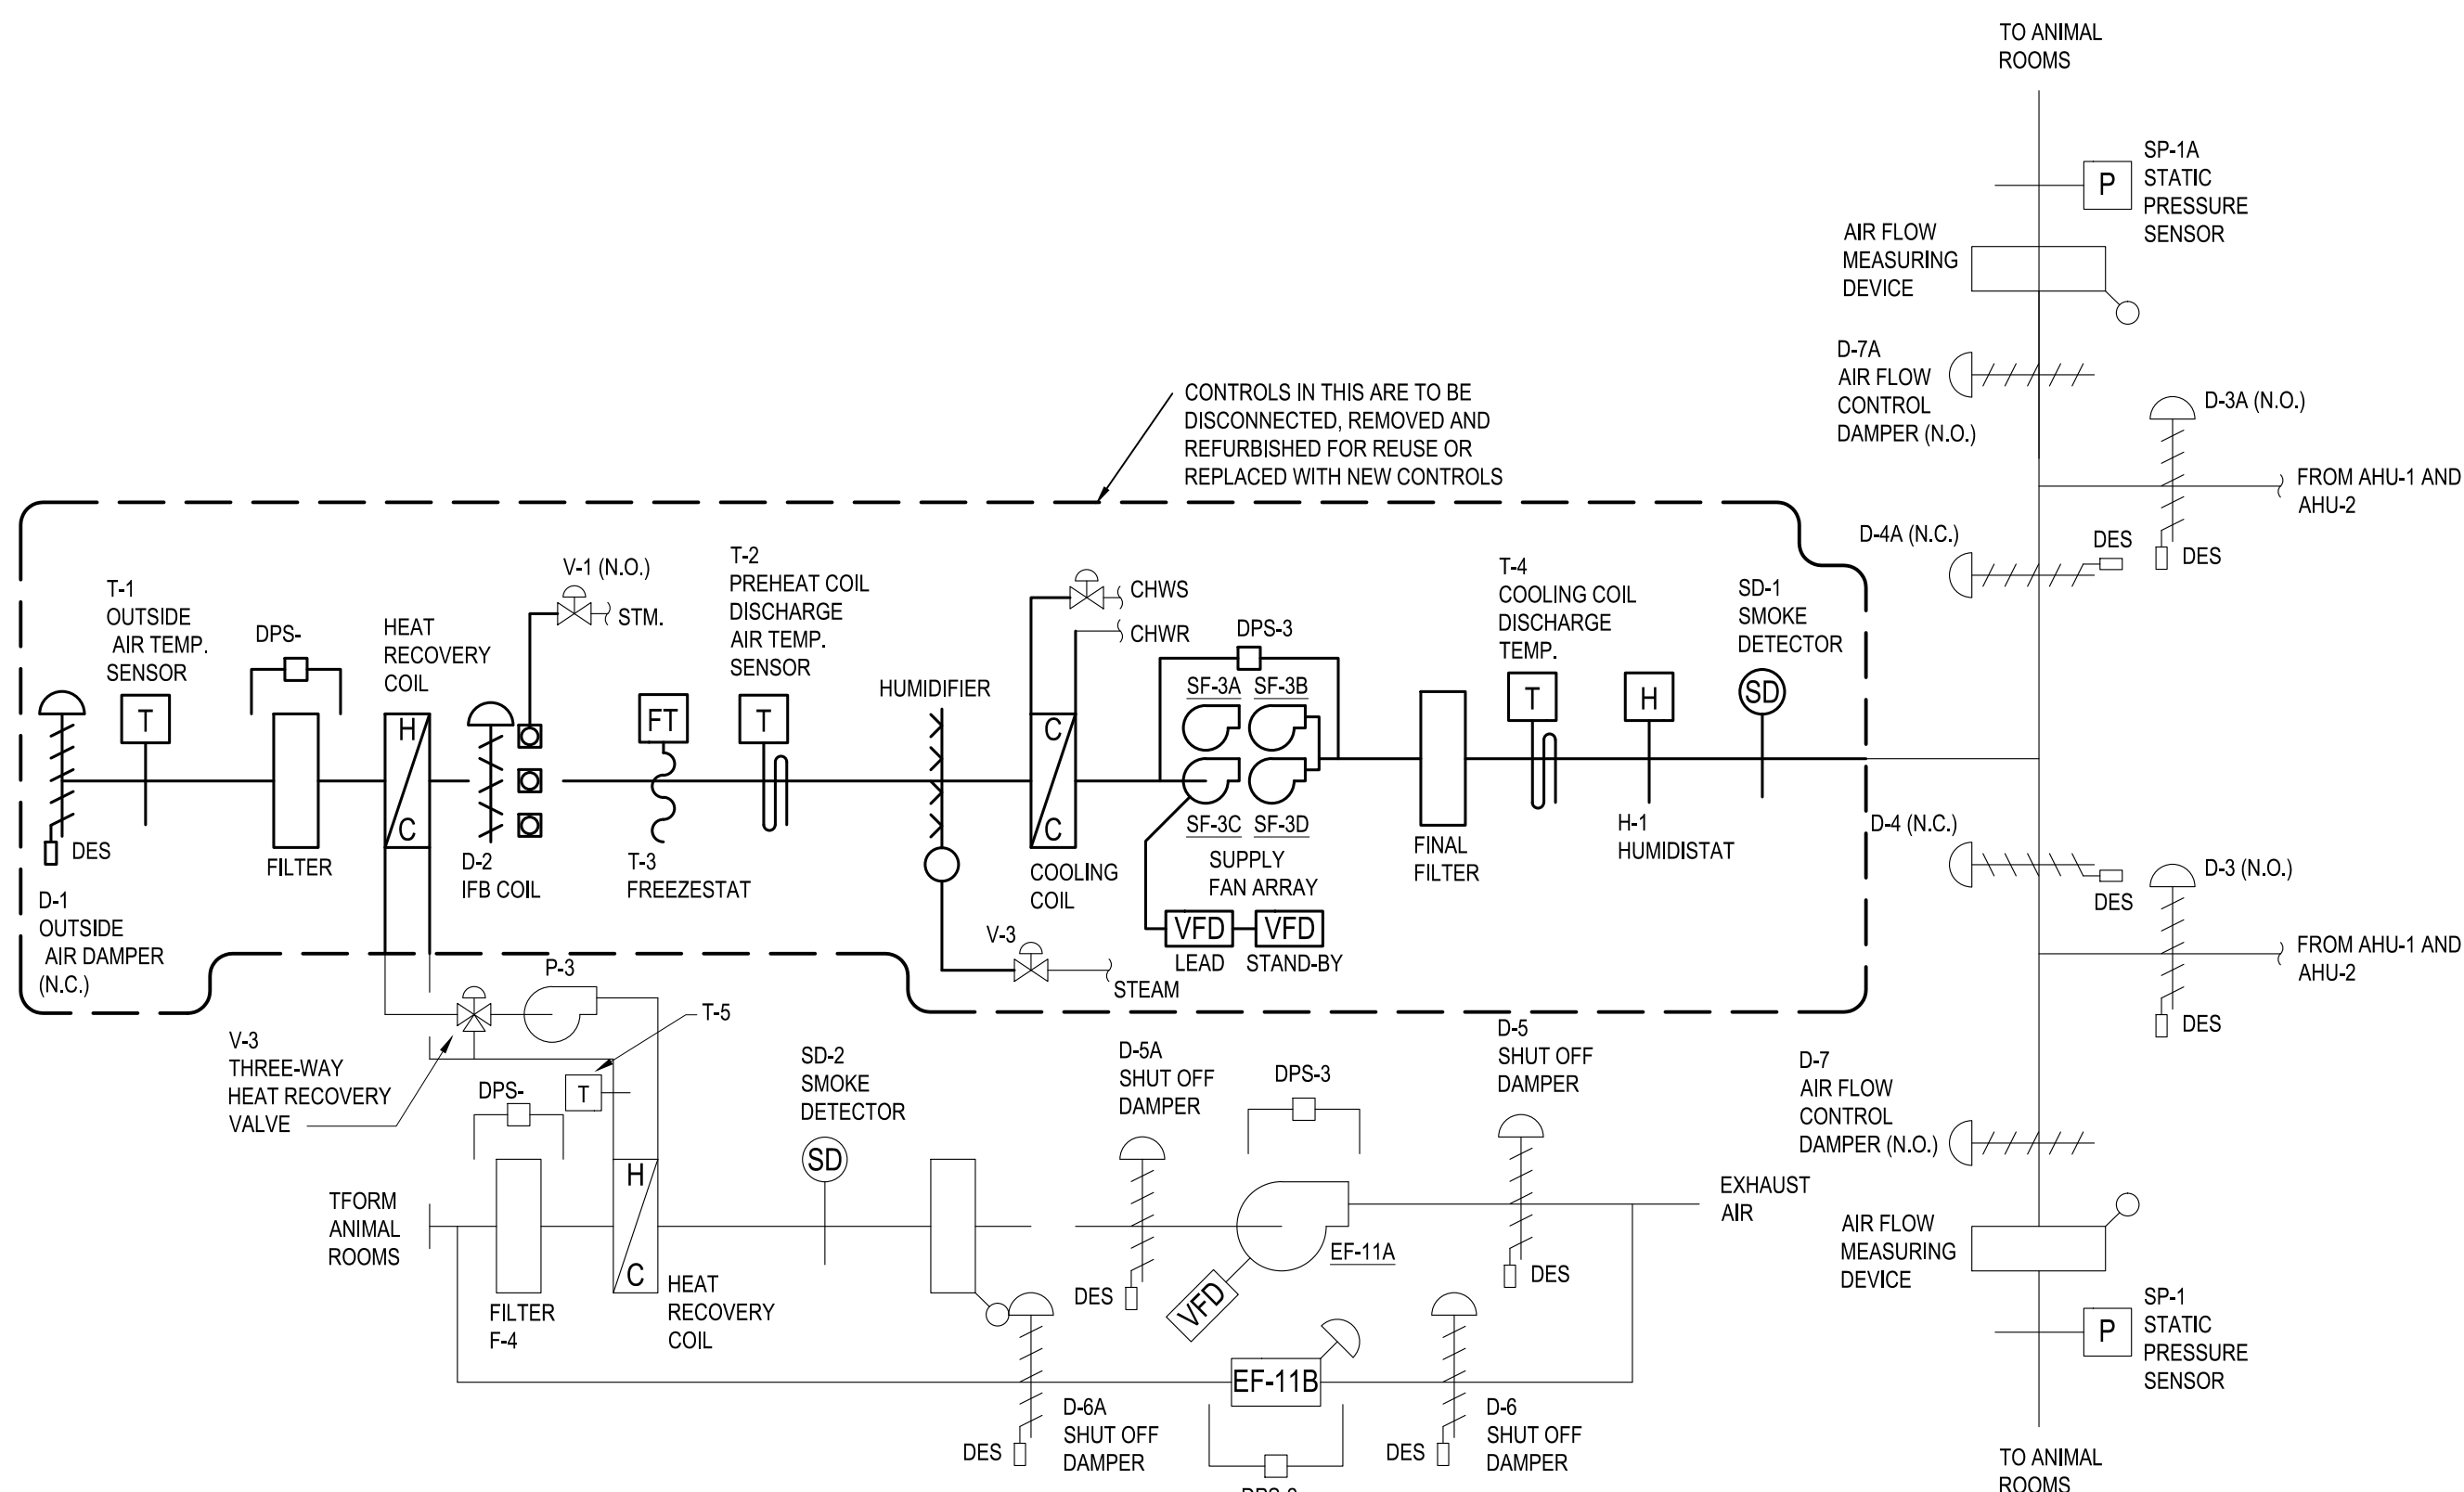 TO ANIMAL
ROOMS
SP-1A
STATIC
PRESSURE
SENSOR
P
AIR FLOW
MEASURING
DEVICE
D-7A
AIR FLOW
CONTROL
DAMPER (N.O.)
D-3A (N.O.)
FROM AHU-1 AND
AHU-2
D-4A (N.C.)
DES
DES
CONTROLS IN THIS ARE TO BE
DISCONNECTED, REMOVED AND
REFURBISHED FOR REUSE OR
REPLACED WITH NEW CONTROLS
T-1
OUTSIDE
AIR TEMP.
SENSOR
T
DPS-
HEAT
RECOVERY
COIL
H
C
V-1 (N.O.)
STM.
T-2
PREHEAT COIL
DISCHARGE
AIR TEMP.
SENSOR
FT
T
HUMIDIFIER
CHWS
CHWR
C
C
DPS-3
SF-3A
SF-3B
SF-3C
SF-3D
SUPPLY
FAN ARRAY
VFD
VFD
LEAD
STAND-BY
T-4
COOLING COIL
DISCHARGE
TEMP.
T
H
SD-1
SMOKE
DETECTOR
SD
DES
D-1
OUTSIDE
AIR DAMPER
(N.C.)
FILTER
D-2
IFB COIL
T-3
FREEZESTAT
COOLING
COIL
FINAL
FILTER
H-1
HUMIDISTAT
V-3
STEAM
D-4 (N.C.)
DES
D-3 (N.O.)
DES
FROM AHU-1 AND
AHU-2
P-3
T-5
V-3
THREE-WAY
HEAT RECOVERY
VALVE
DPS-
T
SD-2
SMOKE
DETECTOR
SD
D-5A
SHUT OFF
DAMPER
DPS-3
D-5
SHUT OFF
DAMPER
D-7
AIR FLOW
CONTROL
DAMPER (N.O.)
TFORM
ANIMAL
ROOMS
H
C
FILTER
F-4
HEAT
RECOVERY
COIL
DES
VFD
EF-11A
DES
EXHAUST
AIR
AIR FLOW
MEASURING
DEVICE
SP-1
STATIC
PRESSURE
SENSOR
P
EF-11B
D-6A
SHUT OFF
DAMPER
DES
D-6
SHUT OFF
DAMPER
DES
TO ANIMAL
ROOMS